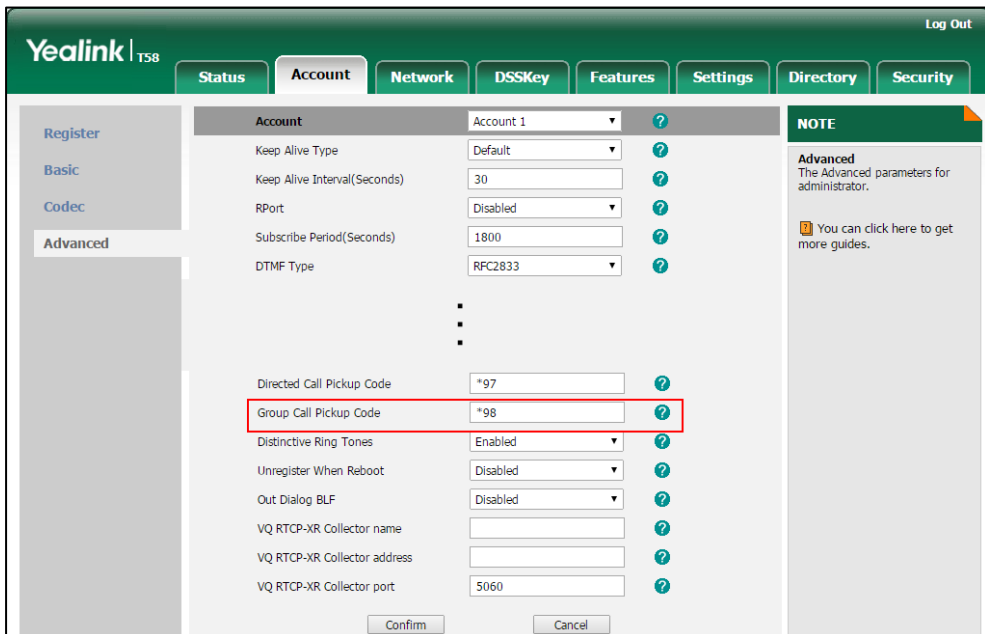 Log Out
Yealink T58
Status Account Network DSSKey Features Settings Directory Security
Register
Basic
Codec
Advanced
Account Account 1
Keep Alive Type Default
Keep Alive Interval(Seconds) 30
RPort Disabled
Subscribe Period(Seconds) 1800
DTMF Type RFC2833
Directed Call Pickup Code *97
Group Call Pickup Code *98
Distinctive Ring Tones Enabled
Unregister When Reboot Disabled
Out Dialog BLF Disabled
VQ RTCP-XR Collector name
VQ RTCP-XR Collector address
VQ RTCP-XR Collector port 5060
Confirm Cancel
NOTE
Advanced
The Advanced parameters for
administrator.
You can click here to get
more guides.